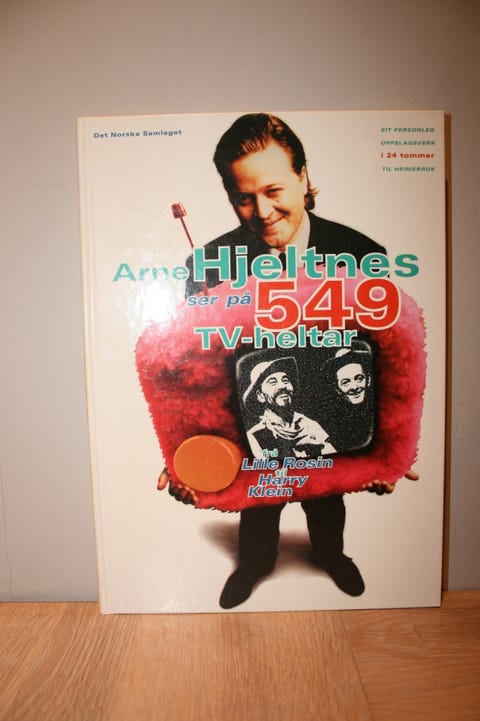 Det Norske Samlaget
EIT PERSONLEG
OPPSLAGSVERK
i 24 tommar
TIL HEIMEBRUK
Arne Hjeltnes
ser på 549
TV-heltar
frå
Lille Rosin
til
Harry
Klein